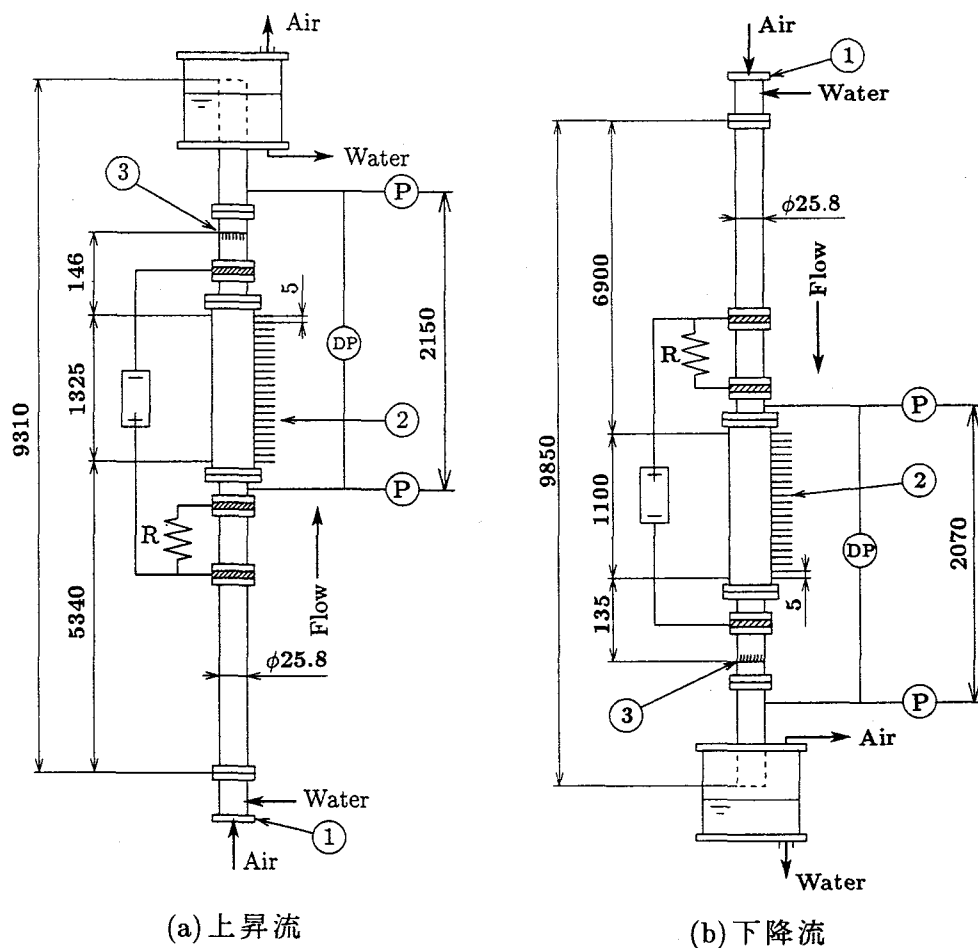 Air
Water
③
P
146
5
1325
DP
2150
9310
②
P
R
5340
Flow
φ25.8
Water
①
Air
(a)上昇流
Air
①
Water
φ25.8
6900
Flow
R
P
9850
1100
②
DP
2070
135
5
③
P
Air
Water
(b)下降流